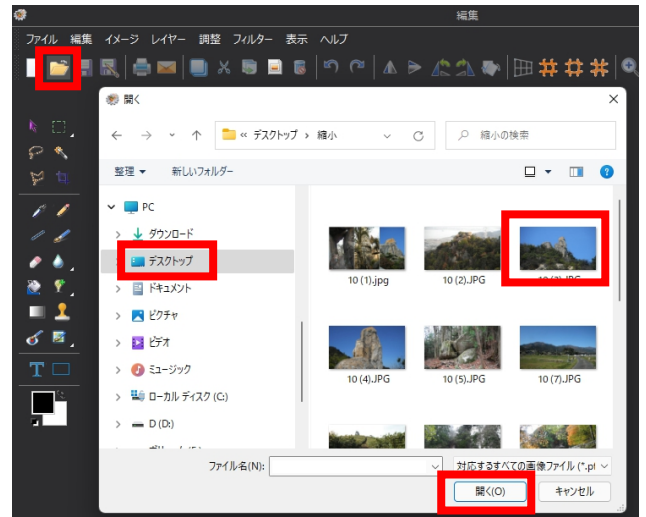 編集
ファイル 編集 イメージ レイヤー 調整 フィルター 表示 ヘルプ
開く
« デスクトップ › 縮小
縮小の検索
整理 新しいフォルダー
PC
ダウンロード
デスクトップ
ドキュメント
ピクチャ
ビデオ
ミュージック
ローカル ディスク (C:)
D (D:)
10 (1).jpg
10 (2).JPG
10 (4).JPG
10 (5).JPG
10 (7).JPG
ファイル名(N):
対応するすべての画像ファイル (*.pt
開く(O)
キャンセル
T